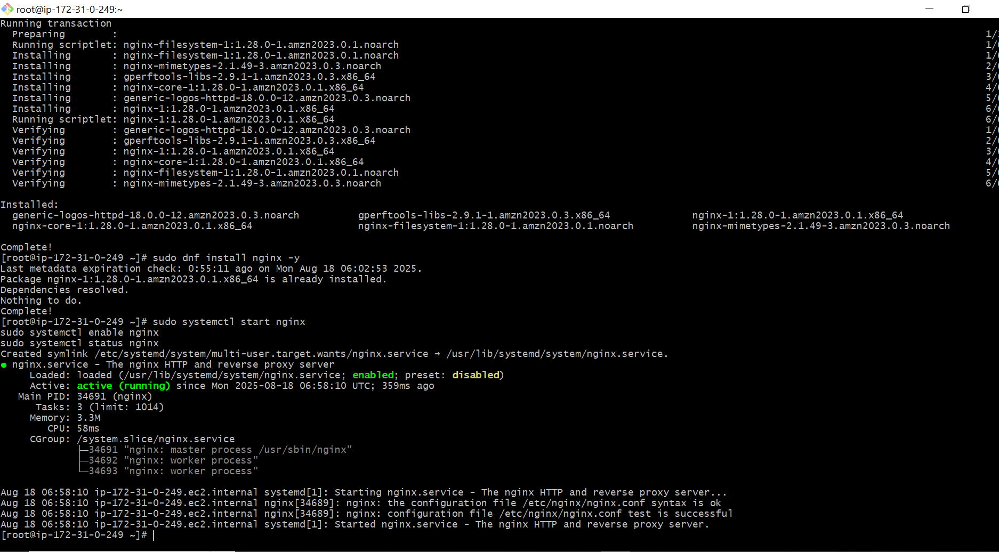 root@ip-172-31-0-249:~
Running transaction
  Preparing        :                                                                                                                                                    1/
  Running scriptlet: nginx-filesystem-1:1.28.0-1.amzn2023.0.1.noarch                                                                                                    1/
  Installing       : nginx-filesystem-1:1.28.0-1.amzn2023.0.1.noarch                                                                                                    1/
  Installing       : nginx-mimetypes-2.1.49-3.amzn2023.0.3.noarch                                                                                                       2/
  Installing       : gperftools-libs-2.9.1-1.amzn2023.0.3.x86_64                                                                                                        3/
  Installing       : nginx-core-1:1.28.0-1.amzn2023.0.1.x86_64                                                                                                          4/
  Installing       : generic-logos-httpd-18.0.0-12.amzn2023.0.3.noarch                                                                                                  5/
  Installing       : nginx-1:1.28.0-1.amzn2023.0.1.x86_64                                                                                                               6/
  Running scriptlet: nginx-1:1.28.0-1.amzn2023.0.1.x86_64                                                                                                               6/
  Verifying        : generic-logos-httpd-18.0.0-12.amzn2023.0.3.noarch                                                                                                  1/
  Verifying        : gperftools-libs-2.9.1-1.amzn2023.0.3.x86_64                                                                                                        2/
  Verifying        : nginx-1:1.28.0-1.amzn2023.0.1.x86_64                                                                                                               3/
  Verifying        : nginx-core-1:1.28.0-1.amzn2023.0.1.x86_64                                                                                                          4/
  Verifying        : nginx-filesystem-1:1.28.0-1.amzn2023.0.1.noarch                                                                                                    5/
  Verifying        : nginx-mimetypes-2.1.49-3.amzn2023.0.3.noarch                                                                                                       6/

Installed:
  generic-logos-httpd-18.0.0-12.amzn2023.0.3.noarch          gperftools-libs-2.9.1-1.amzn2023.0.3.x86_64              nginx-1:1.28.0-1.amzn2023.0.1.x86_64
  nginx-core-1:1.28.0-1.amzn2023.0.1.x86_64                  nginx-filesystem-1:1.28.0-1.amzn2023.0.1.noarch          nginx-mimetypes-2.1.49-3.amzn2023.0.3.noarch

Complete!
[root@ip-172-31-0-249 ~]# sudo dnf install nginx -y
Last metadata expiration check: 0:55:11 ago on Mon Aug 18 06:02:53 2025.
Package nginx-1:1.28.0-1.amzn2023.0.1.x86_64 is already installed.
Dependencies resolved.
Nothing to do.
Complete!
[root@ip-172-31-0-249 ~]# sudo systemctl start nginx
sudo systemctl enable nginx
sudo systemctl status nginx
Created symlink /etc/systemd/system/multi-user.target.wants/nginx.service → /usr/lib/systemd/system/nginx.service.
● nginx.service - The nginx HTTP and reverse proxy server
     Loaded: loaded (/usr/lib/systemd/system/nginx.service; enabled; preset: disabled)
     Active: active (running) since Mon 2025-08-18 06:58:10 UTC; 359ms ago
   Main PID: 34691 (nginx)
      Tasks: 3 (limit: 1014)
     Memory: 3.3M
        CPU: 58ms
     CGroup: /system.slice/nginx.service
             ├─34691 "nginx: master process /usr/sbin/nginx"
             ├─34692 "nginx: worker process"
             └─34693 "nginx: worker process"

Aug 18 06:58:10 ip-172-31-0-249.ec2.internal systemd[1]: Starting nginx.service - The nginx HTTP and reverse proxy server...
Aug 18 06:58:10 ip-172-31-0-249.ec2.internal nginx[34689]: nginx: the configuration file /etc/nginx/nginx.conf syntax is ok
Aug 18 06:58:10 ip-172-31-0-249.ec2.internal nginx[34689]: nginx: configuration file /etc/nginx/nginx.conf test is successful
Aug 18 06:58:10 ip-172-31-0-249.ec2.internal systemd[1]: Started nginx.service - The nginx HTTP and reverse proxy server.
[root@ip-172-31-0-249 ~]#